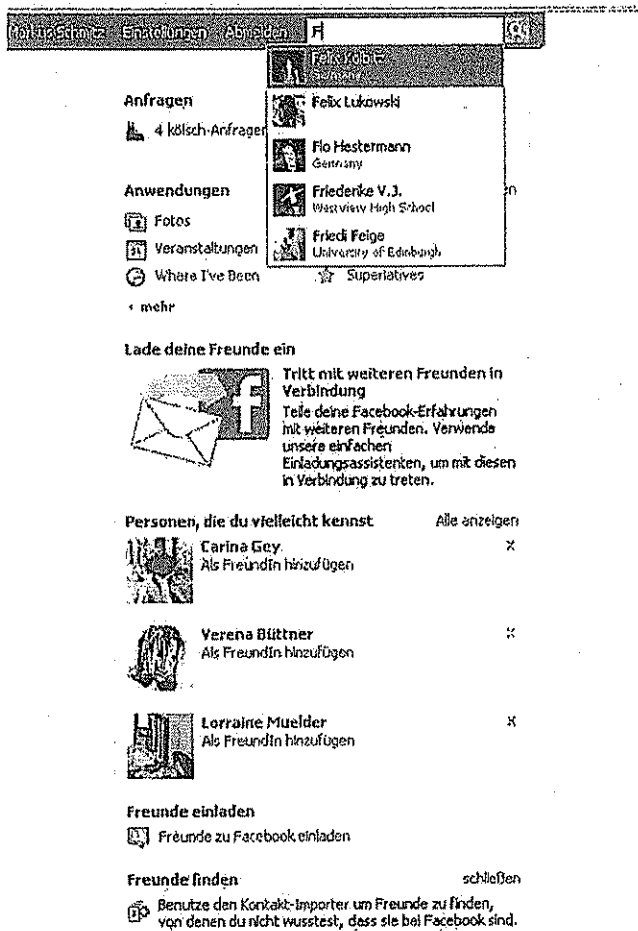 Markus Schmitz Einstellungen Abmelden F
Felix
Germany
Felix Lukowski
Flo Hestermann
Germany
Friederike V.J.
Westview High School
Friedi Feige
University of Edinburgh
Anfragen
4 kölsch-Anfragen
Anwendungen
Fotos
Veranstaltungen
Where I've Been
Superlatives
‹ mehr
Lade deine Freunde ein
f
Tritt mit weiteren Freunden in
Verbindung
Teile deine Facebook-Erfahrungen
mit weiteren Freunden. Verwende
unsere einfachen
Einladungsassistenten, um mit diesen
in Verbindung zu treten.
Personen, die du vielleicht kennst Alle anzeigen
Carina Gey x
Als FreundIn hinzufügen
Verena Büttner x
Als FreundIn hinzufügen
Lorraine Muelder x
Als FreundIn hinzufügen
Freunde einladen
Freunde zu Facebook einladen
Freunde finden schließen
Benutze den Kontakt-Importer um Freunde zu finden,
von denen du nicht wusstest, dass sie bei Facebook sind.